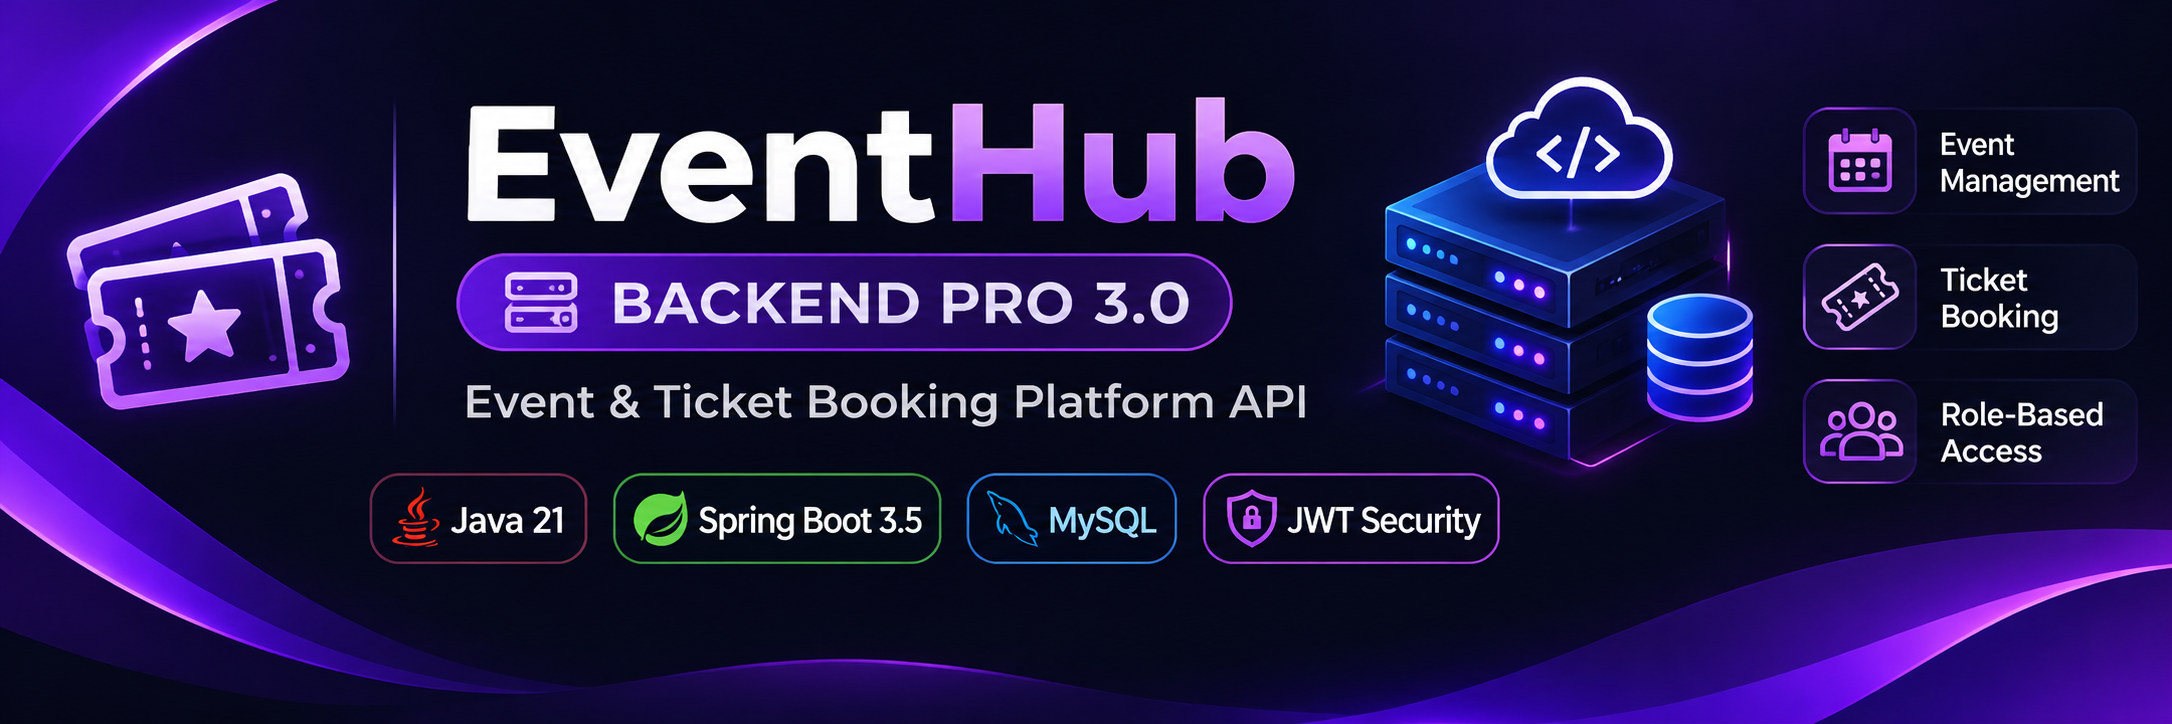 EventHub
BACKEND PRO 3.0
Event & Ticket Booking Platform API
Java 21
Spring Boot 3.5
MySQL
JWT Security
</>
Event
Management
Ticket
Booking
Role-Based
Access